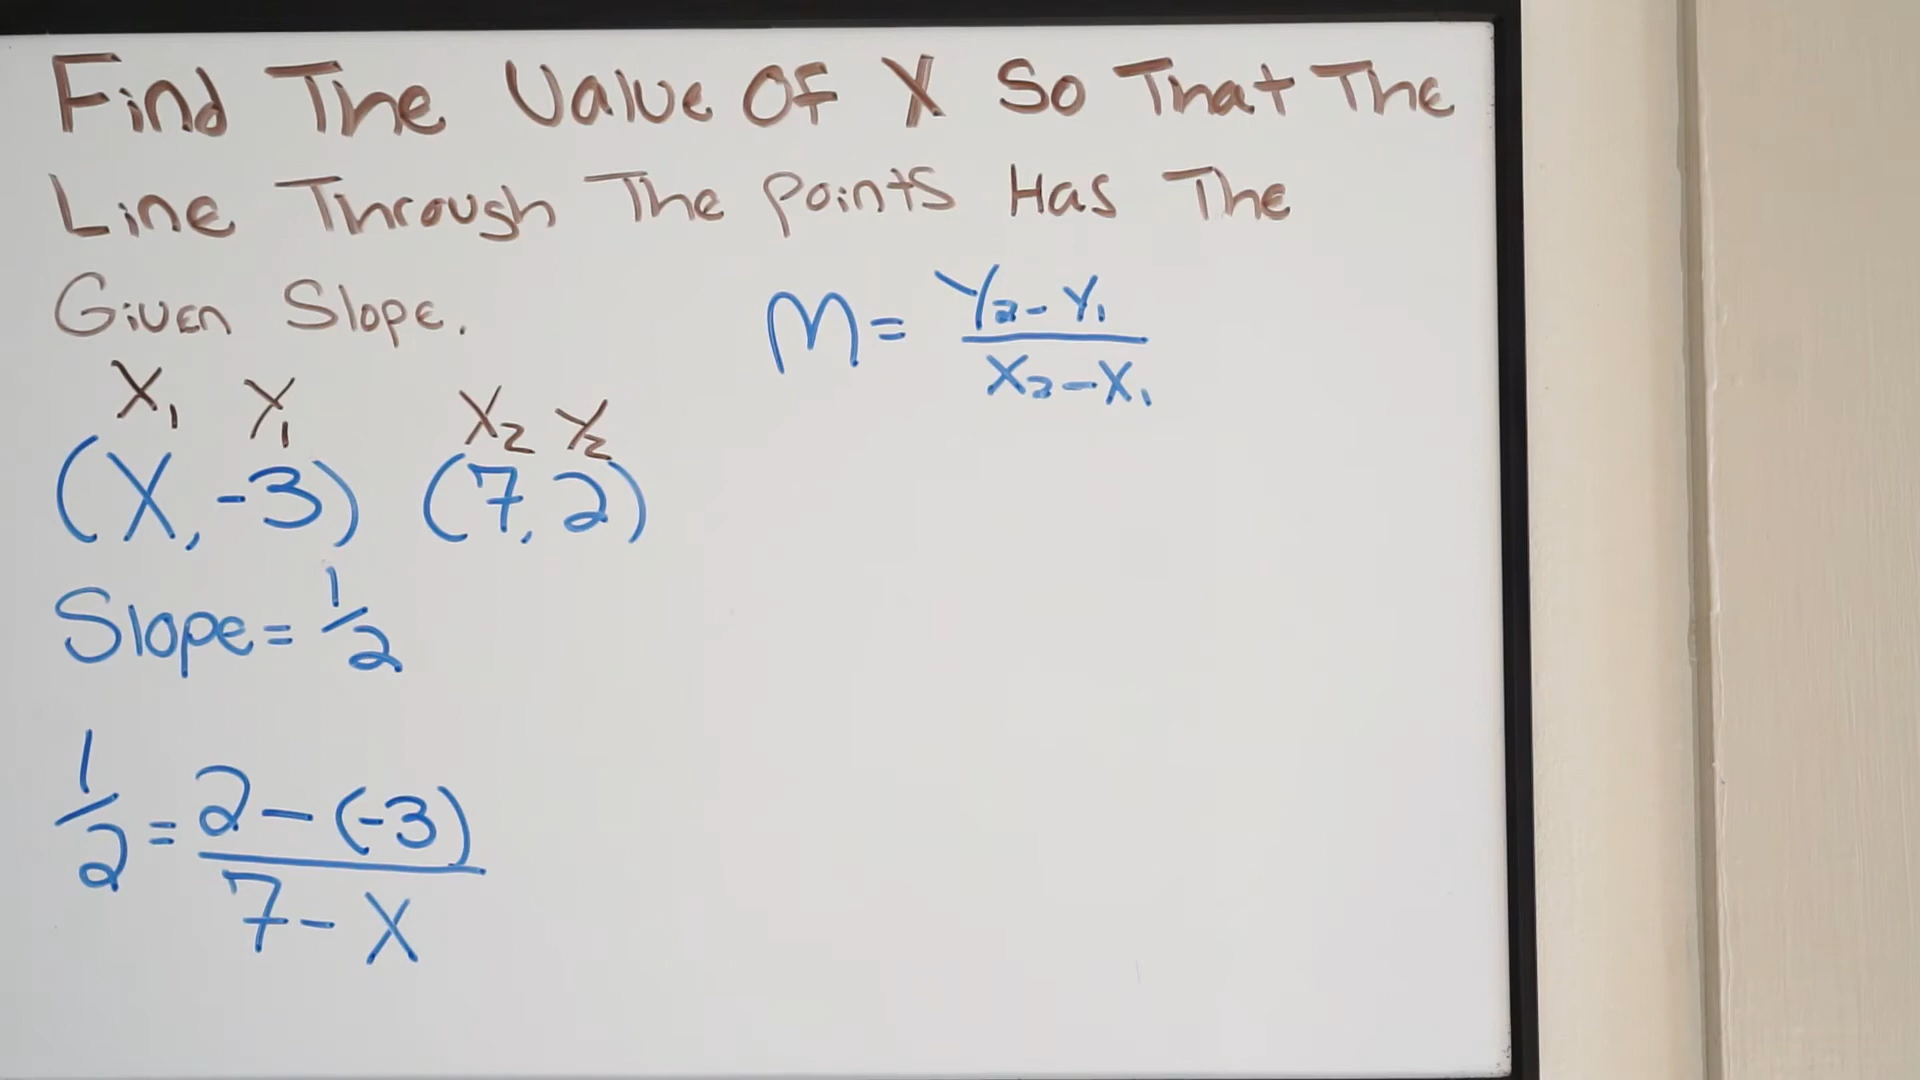 Find The Value Of X So That The
Line Through The points Has The
Given Slope.
M = Y2 - Y1 / X2 - X1
X1 Y1 X2 Y2
(X, -3) (7, 2)
Slope = 1/2
1/2 = 2 - (-3) / 7 - X